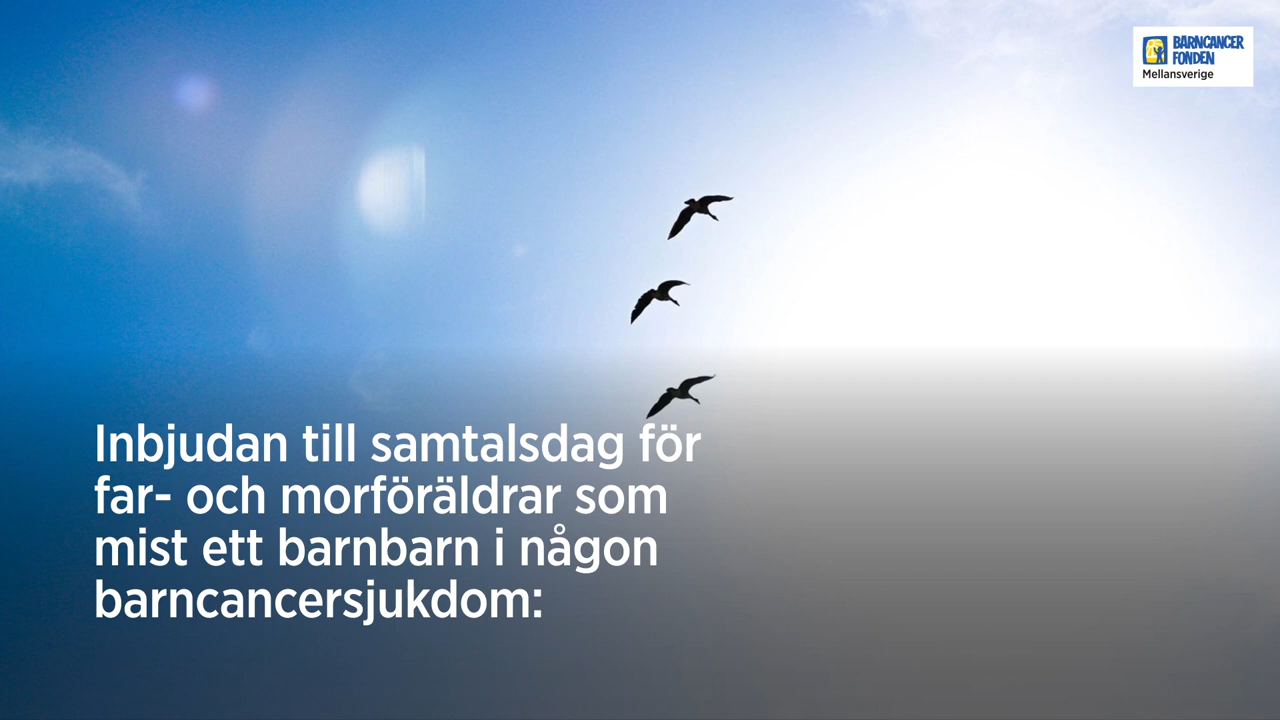 BARNCANCER
FONDEN
Mellansverige
Inbjudan till samtalsdag för
far- och morföräldrar som
mist ett barnbarn i någon
barncancersjukdom: